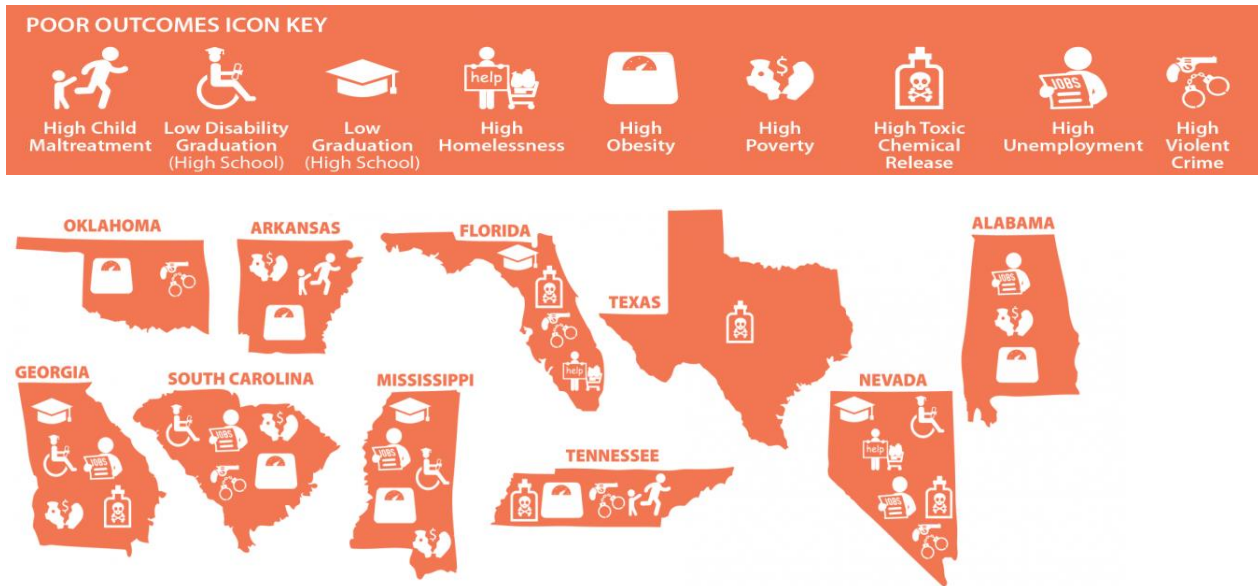 POOR OUTCOMES ICON KEY
help
$
JOBS
High Child
Maltreatment
Low Disability
Graduation
(High School)
Low
Graduation
(High School)
High
Homelessness
High
Obesity
High
Poverty
High Toxic
Chemical
Release
High
Unemployment
High
Violent
Crime
OKLAHOMA
ARKANSAS
$
FLORIDA
help
TEXAS
ALABAMA
JOBS
$
GEORGIA
JOBS
$
SOUTH CAROLINA
JOBS
$
MISSISSIPPI
JOBS
$
TENNESSEE
NEVADA
help
JOBS